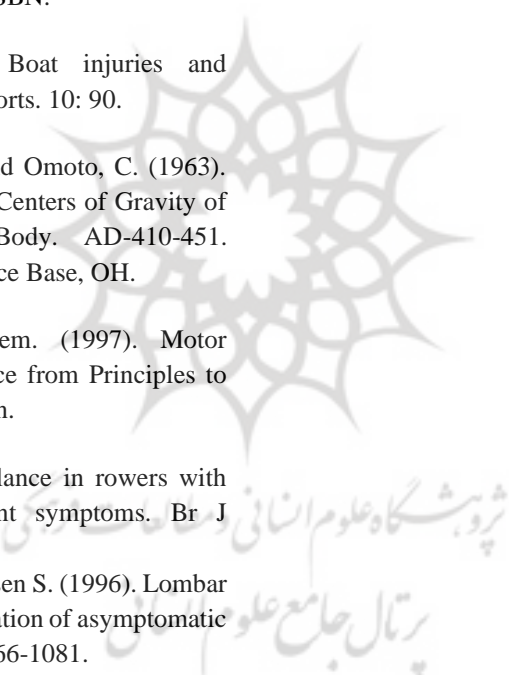 SBN.
Boat injuries and
orts. 10: 90.
d Omoto, C. (1963).
Centers of Gravity of
Body. AD-410-451.
ce Base, OH.
em. (1997). Motor
ce from Principles to
n.
lance in rowers with
nt symptoms. Br J
sen S. (1996). Lombar
ation of asymptomatic
66-1081.
پژوهشگاه علوم انسانی و مطالعات فرهنگی
پرتال جامع علوم انسانی